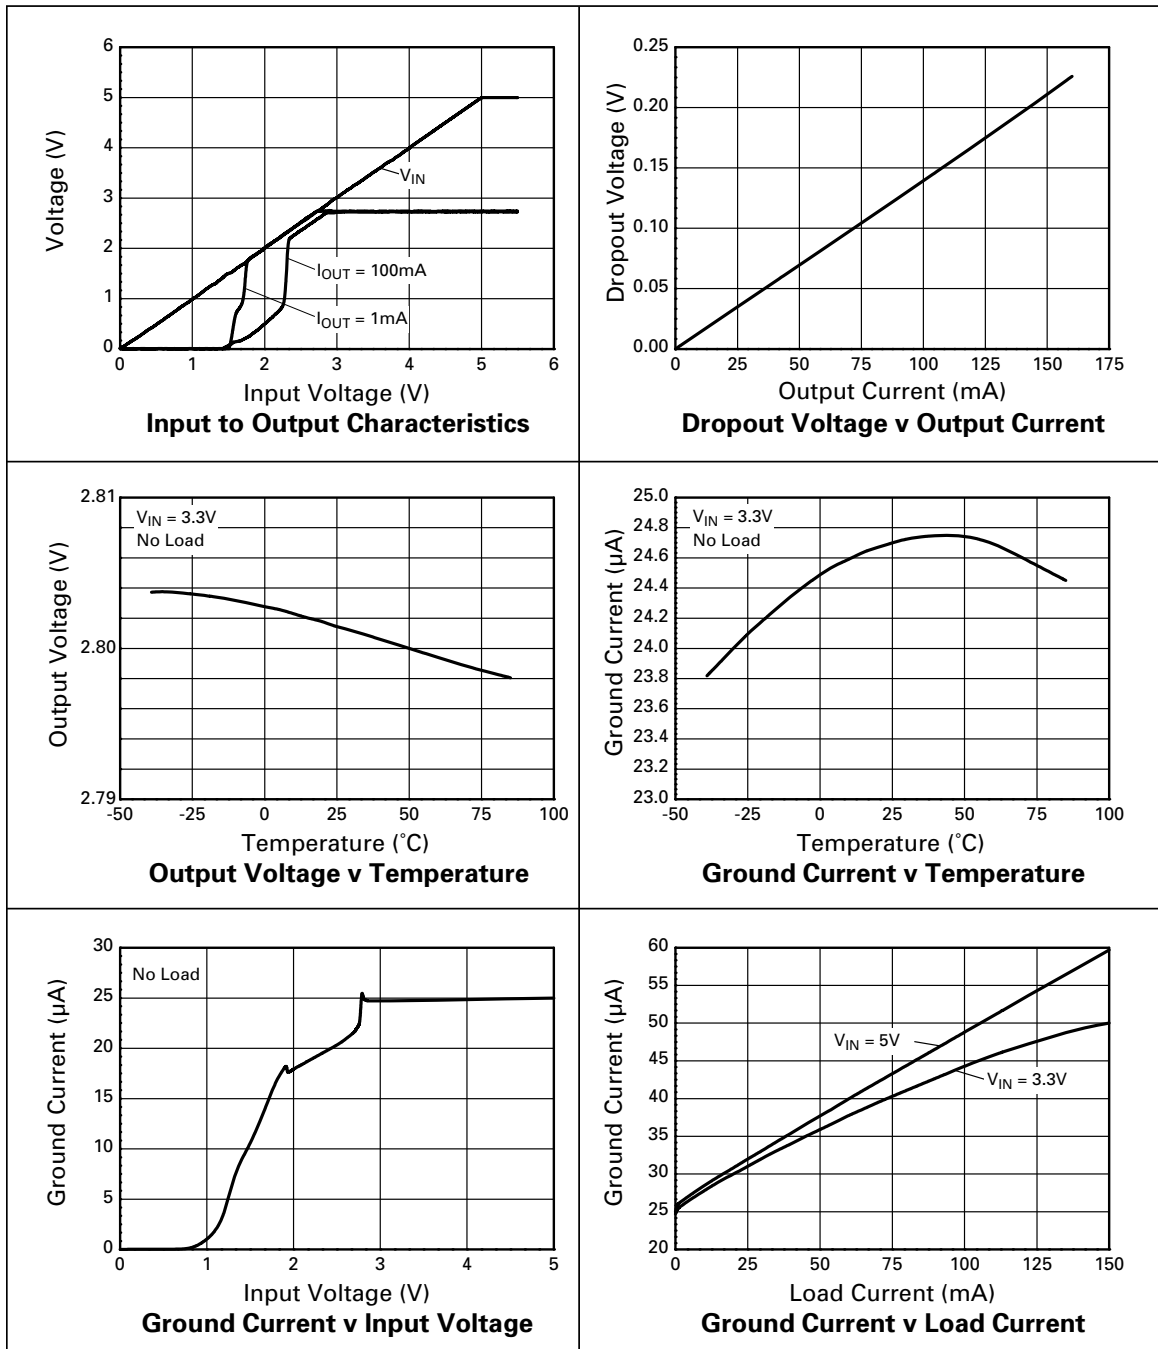 6
5
4
3
2
1
0
Voltage (V)
V_IN
I_OUT = 100mA
I_OUT = 1mA
0 1 2 3 4 5 6
Input Voltage (V)
Input to Output Characteristics
0.25
0.20
0.15
0.10
0.05
0.00
Dropout Voltage (V)
0 25 50 75 100 125 150 175
Output Current (mA)
Dropout Voltage v Output Current
2.81
2.80
2.79
Output Voltage (V)
V_IN = 3.3V
No Load
-50 -25 0 25 50 75 100
Temperature (˚C)
Output Voltage v Temperature
25.0
24.8
24.6
24.4
24.2
24.0
23.8
23.6
23.4
23.2
23.0
Ground Current (µA)
V_IN = 3.3V
No Load
-50 -25 0 25 50 75 100
Temperature (˚C)
Ground Current v Temperature
30
25
20
15
10
5
0
Ground Current (µA)
No Load
0 1 2 3 4 5
Input Voltage (V)
Ground Current v Input Voltage
60
55
50
45
40
35
30
25
20
Ground Current (µA)
V_IN = 5V
V_IN = 3.3V
0 25 50 75 100 125 150
Load Current (mA)
Ground Current v Load Current